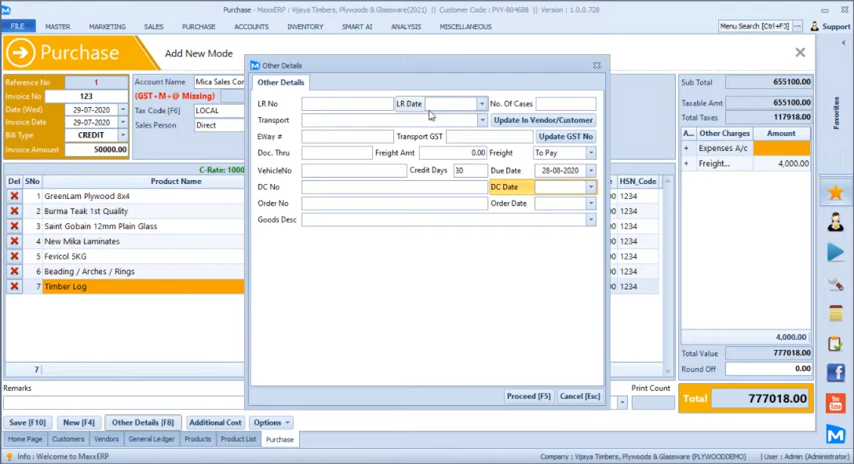 Purchase - MaxxERP : Vijaya Timbers, Plywoods & Glassware(2021) || Customer Code : PVY-804688 || Version : 1.0.0.728
FILE MASTER MARKETING SALES PURCHASE ACCOUNTS INVENTORY SMART AI ANALYSIS MISCELLANEOUS Menu Search [Ctrl+F3] ... Support
Purchase Add New Mode
Reference No 1 Account Name Mica Sales Cor
Invoice No 123 (GST+M+@ Missing)
Date (Wed) 29-07-2020 Tax Code [F2] LOCAL
29-07-2020 Sales Person Direct
Bill Type CREDIT
Invoice Amount 50000.00
C-Rate: 1000
Del SNo Product Name HSN_Code
1 GreenLam Plywood 8x4 1234
2 Burma Teak 1st Quality 1234
3 Saint Gobain 12mm Plain Glass 1234
4 New Mika Laminates 1234
5 Fevicol 5KG 1234
6 Beading / Arches / Rings 1234
7 Timber Log 1234
7
Other Details
Other Details
LR No LR Date No. Of Cases
Transport Update In Vendor/Customer
EWay # Transport GST Update GST No
Doc. Thru Freight Amt 0.00 Freight To Pay
VehicleNo Credit Days 30 Due Date 28-08-2020
DC No DC Date
Order No Order Date
Goods Desc
Proceed [F5] Cancel [Esc]
Sub Total 655100.00
Taxable Amt 655100.00
Total Taxes 117918.00
A... Other Charges Amount
+ Expenses A/c
+ Freight... 4,000.00
4,000.00
Total Value 777018.00
Round Off 0.00
Total 777018.00
Favorites
Remarks Print Count
Save [F10] New [F4] Other Details [F8] Additional Cost Options
Home Page Customers Vendors General Ledger Products Product List Purchase
Info : Welcome to MaxxERP Company : Vijaya Timbers, Plywoods & Glassware (PLYWOODDEMO) User : Admin (Administrator)